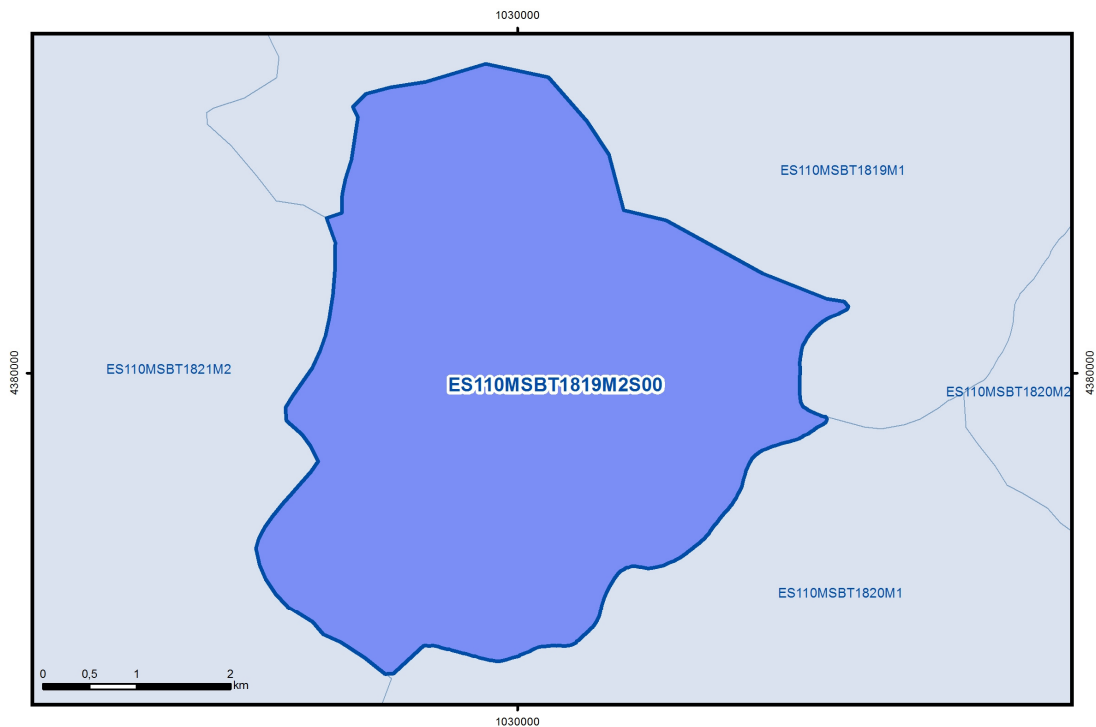 1030000
ES110MSBT1819M1
4380000
ES110MSBT1821M2
ES110MSBT1819M2S00
4380000
ES110MSBT1820M2
ES110MSBT1820M1
0 0,5 1 2
km
1030000